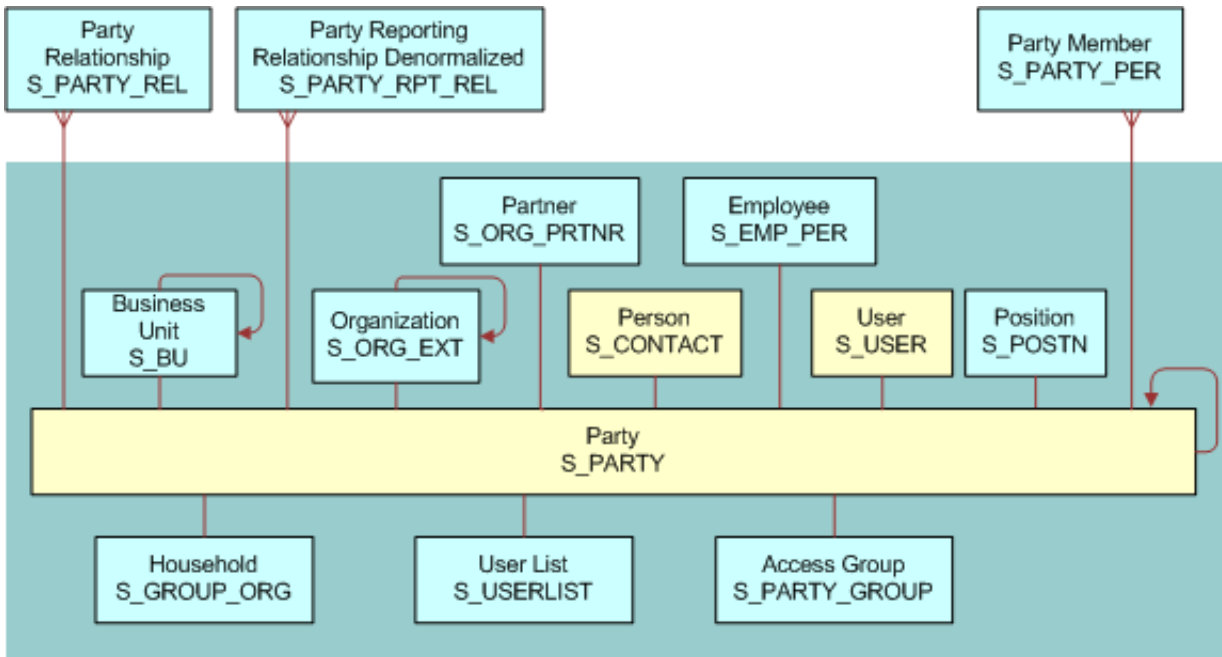 Party
Relationship
S_PARTY_REL
Party Reporting
Relationship Denormalized
S_PARTY_RPT_REL
Party Member
S_PARTY_PER
Partner
S_ORG_PRTNR
Employee
S_EMP_PER
Business
Unit
S_BU
Organization
S_ORG_EXT
Person
S_CONTACT
User
S_USER
Position
S_POSTN
Party
S_PARTY
Household
S_GROUP_ORG
User List
S_USERLIST
Access Group
S_PARTY_GROUP